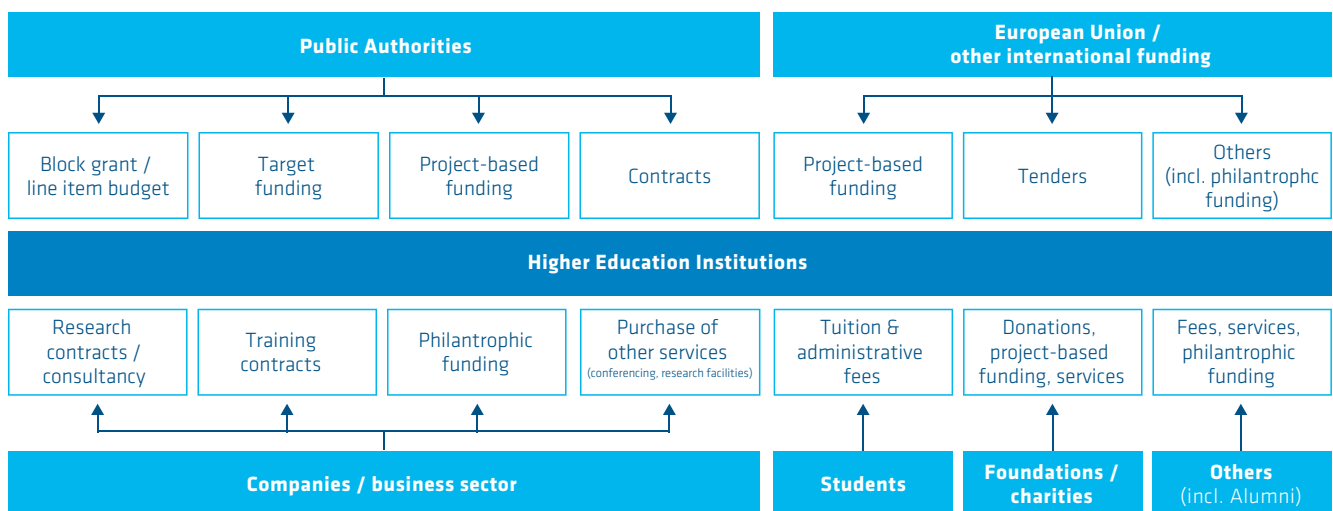 Public Authorities
European Union /
other international funding
Block grant /
line item budget
Target
funding
Project-based
funding
Contracts
Project-based
funding
Tenders
Others
(incl. philantrophc
funding)
Higher Education Institutions
Research
contracts /
consultancy
Training
contracts
Philantrophic
funding
Purchase of
other services
(conferencing, research facilities)
Tuition &
administrative
fees
Donations,
project-based
funding, services
Fees, services,
philantrophic
funding
Companies / business sector
Students
Foundations /
charities
Others
(incl. Alumni)